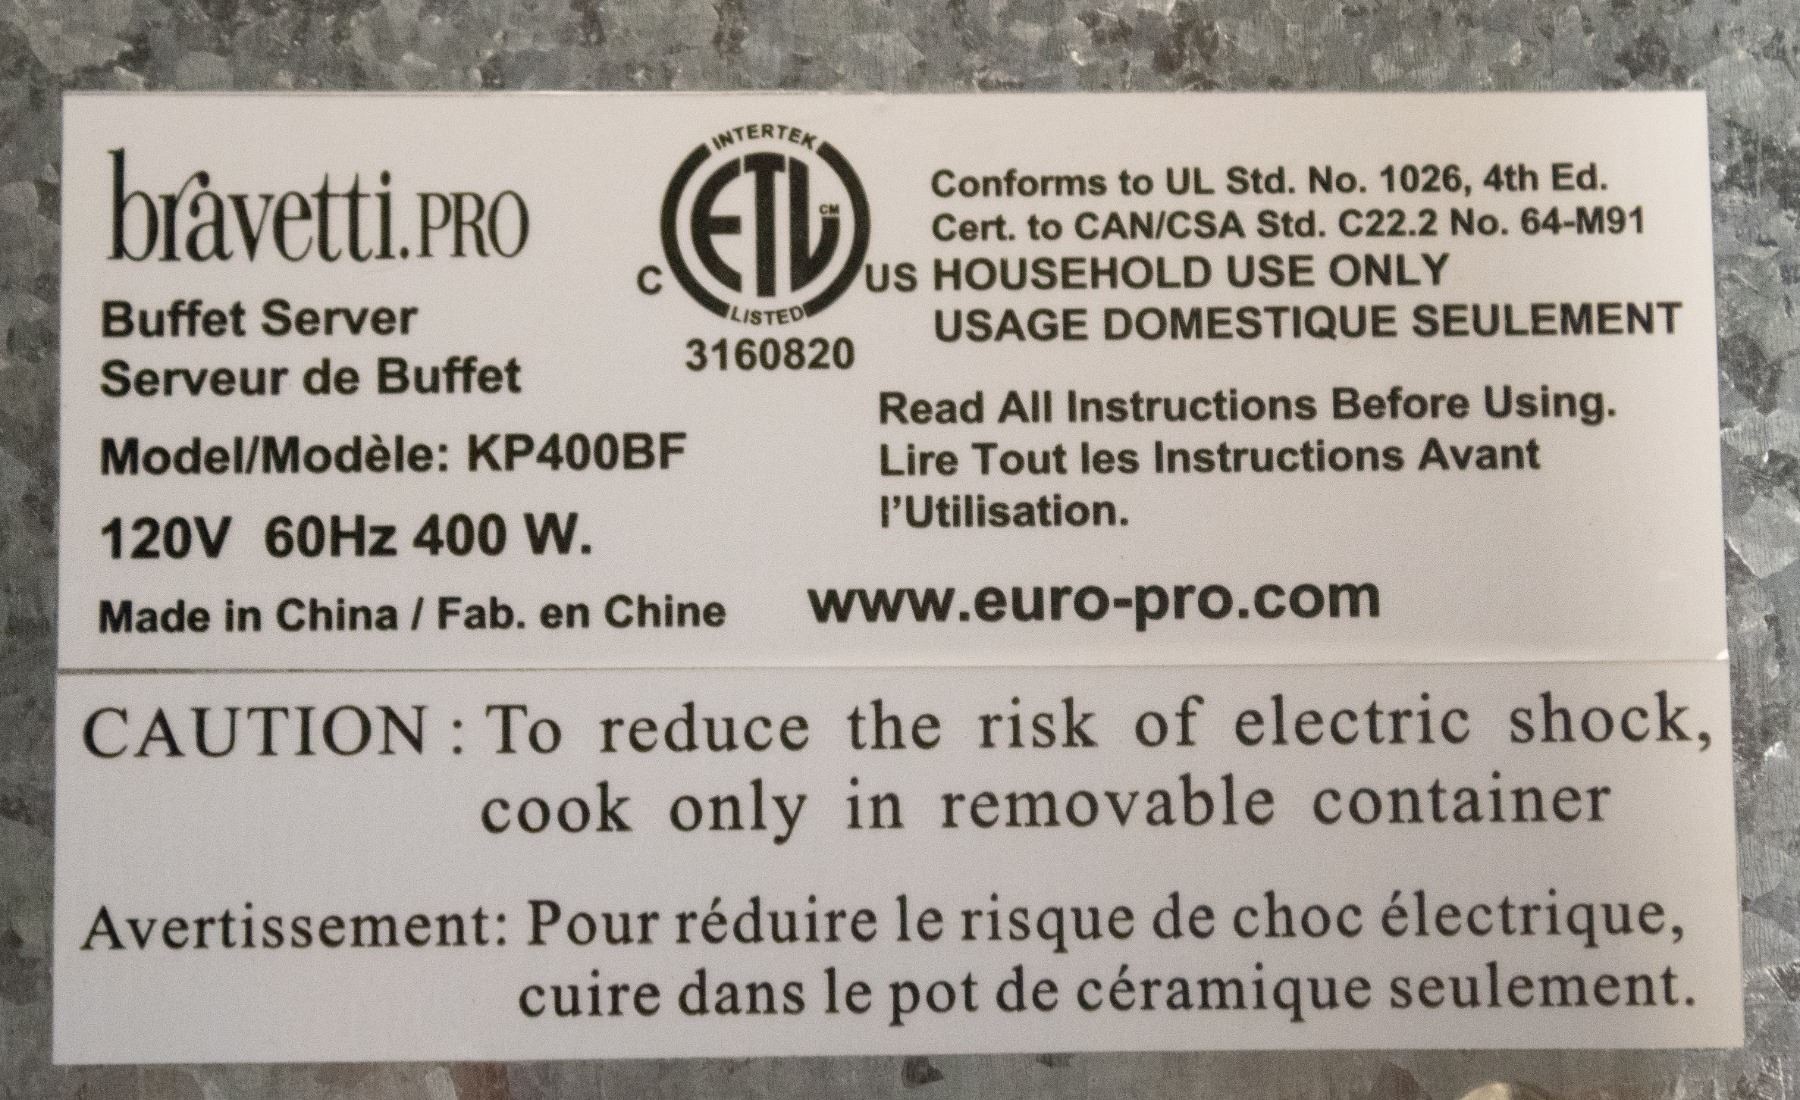 bravetti.PRO
Buffet Server
Serveur de Buffet
Model/Modèle: KP400BF
120V 60Hz 400 W.
Made in China / Fab. en Chine
INTERTEK
ETL CM
C US
LISTED
3160820
Conforms to UL Std. No. 1026, 4th Ed.
Cert. to CAN/CSA Std. C22.2 No. 64-M91
HOUSEHOLD USE ONLY
USAGE DOMESTIQUE SEULEMENT
Read All Instructions Before Using.
Lire Tout les Instructions Avant
l'Utilisation.
www.euro-pro.com
CAUTION : To reduce the risk of electric shock,
cook only in removable container
Avertissement: Pour réduire le risque de choc électrique,
cuire dans le pot de céramique seulement.